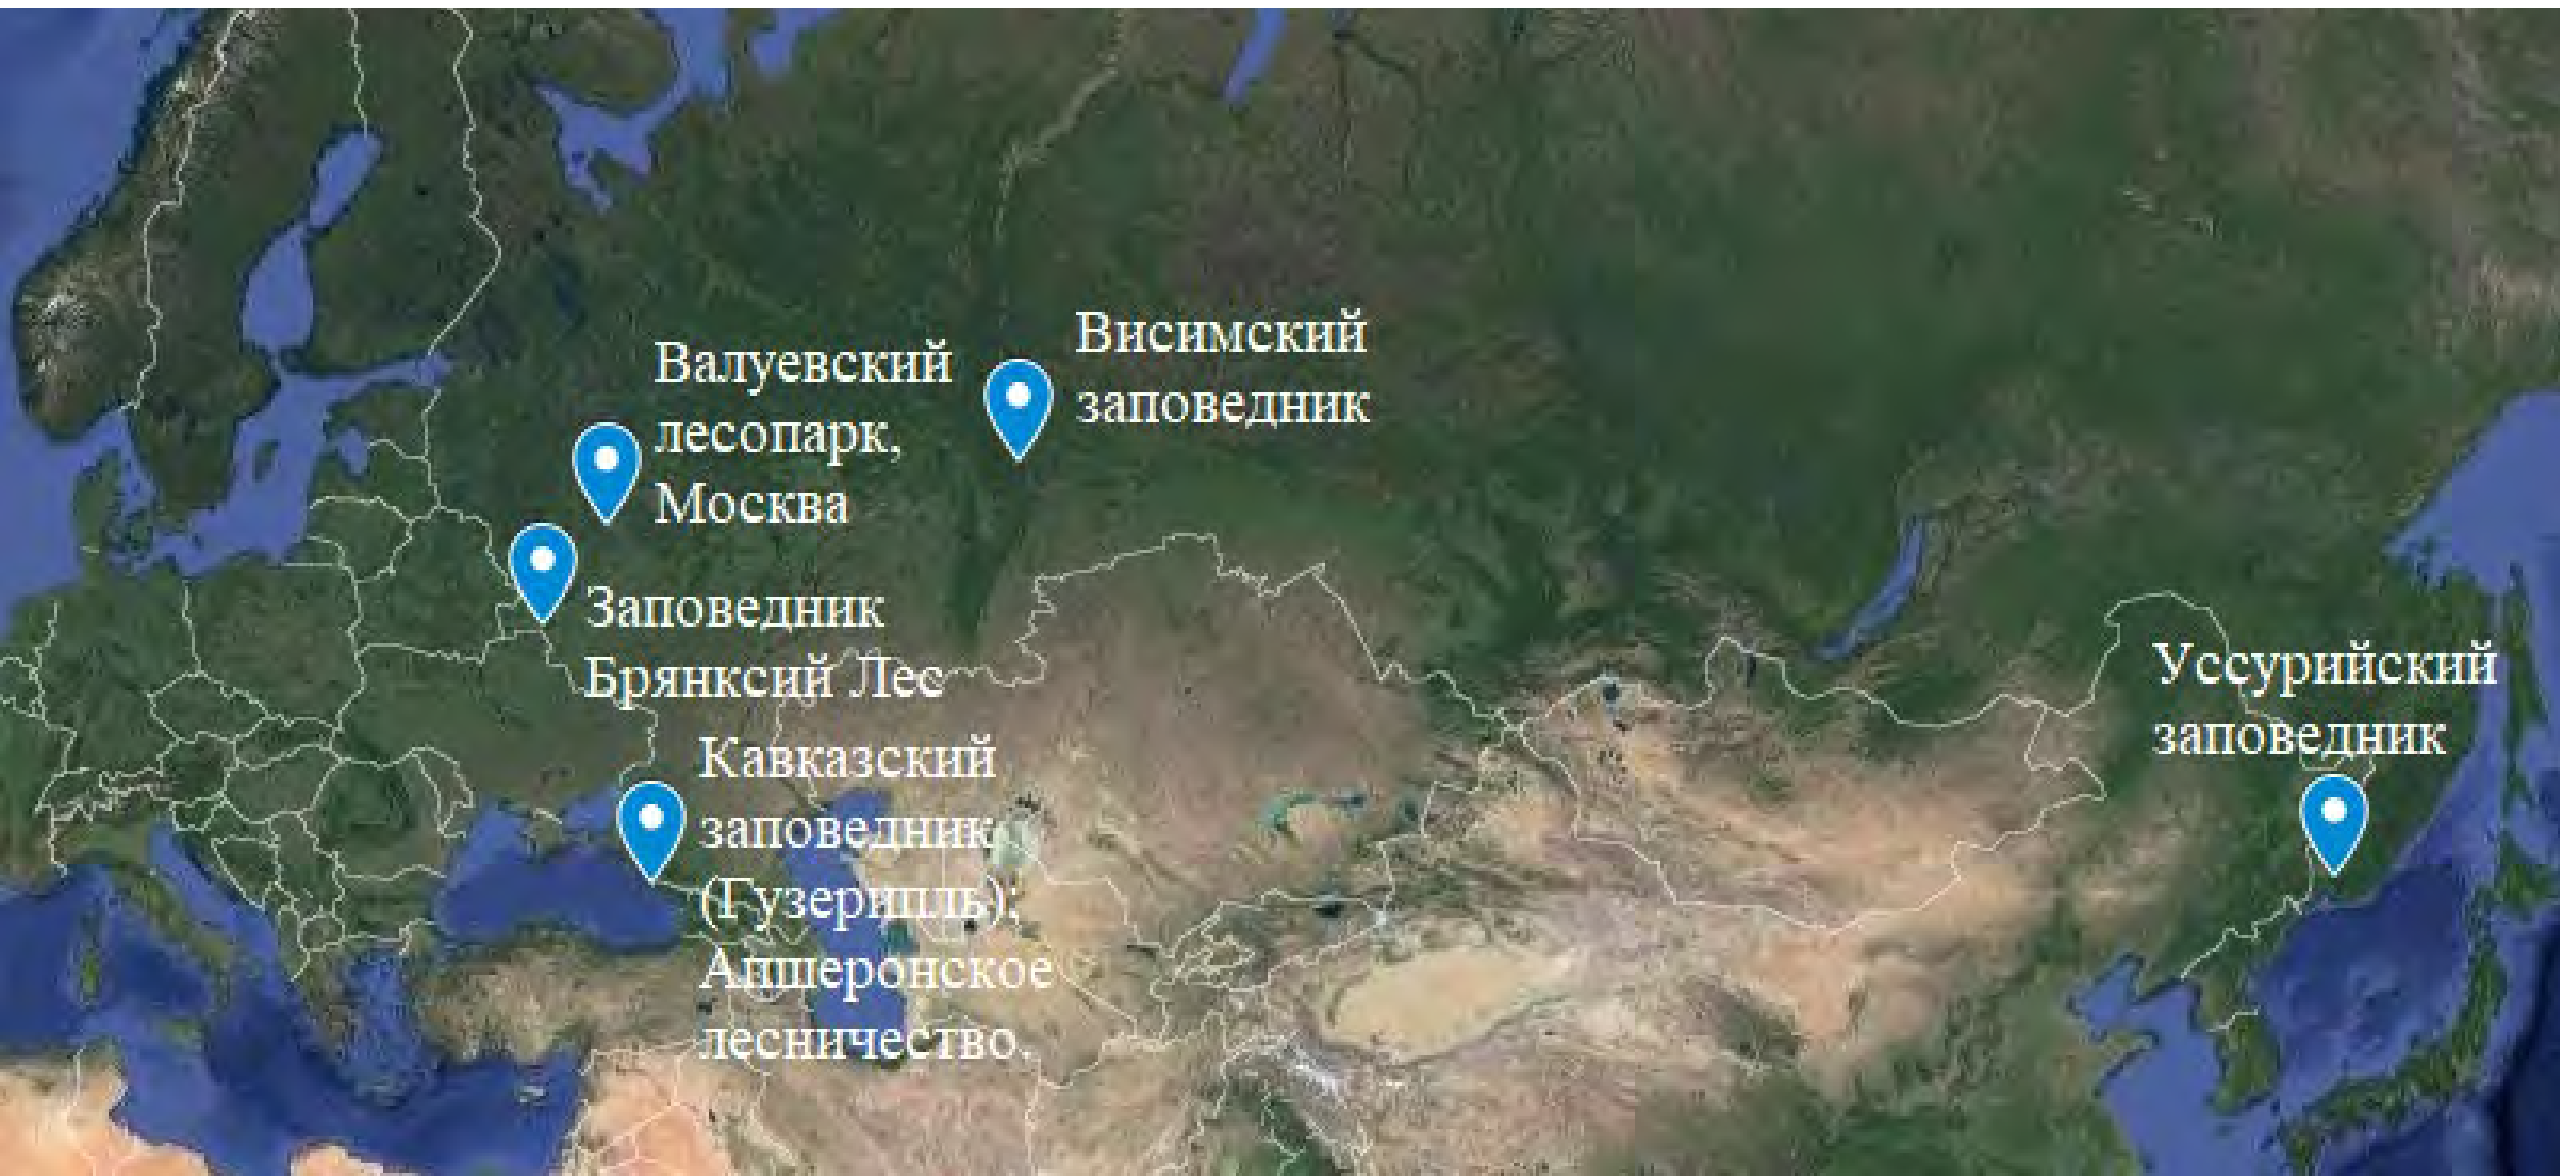 Валуевский
лесопарк,
Москва
Висимский
заповедник
Заповедник
Брянксий Лес
Кавказский
заповедник
(Гузерипль);
Апшеронское
лесничество.
Уссурийский
заповедник